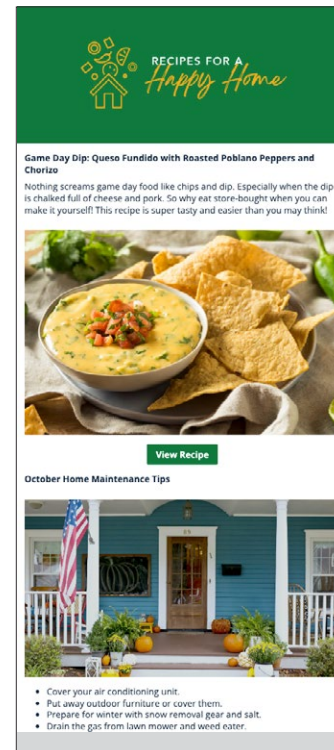 RECIPES FOR A
Happy Home
Game Day Dip: Queso Fundido with Roasted Poblano Peppers and
Chorizo
Nothing screams game day food like chips and dip. Especially when the dip
is chalked full of cheese and pork. So why eat store-bought when you can
make it yourself! This recipe is super tasty and easier than you may think!
View Recipe
October Home Maintenance Tips
• Cover your air conditioning unit.
• Put away outdoor furniture or cover them.
• Prepare for winter with snow removal gear and salt.
• Drain the gas from lawn mower and weed eater.